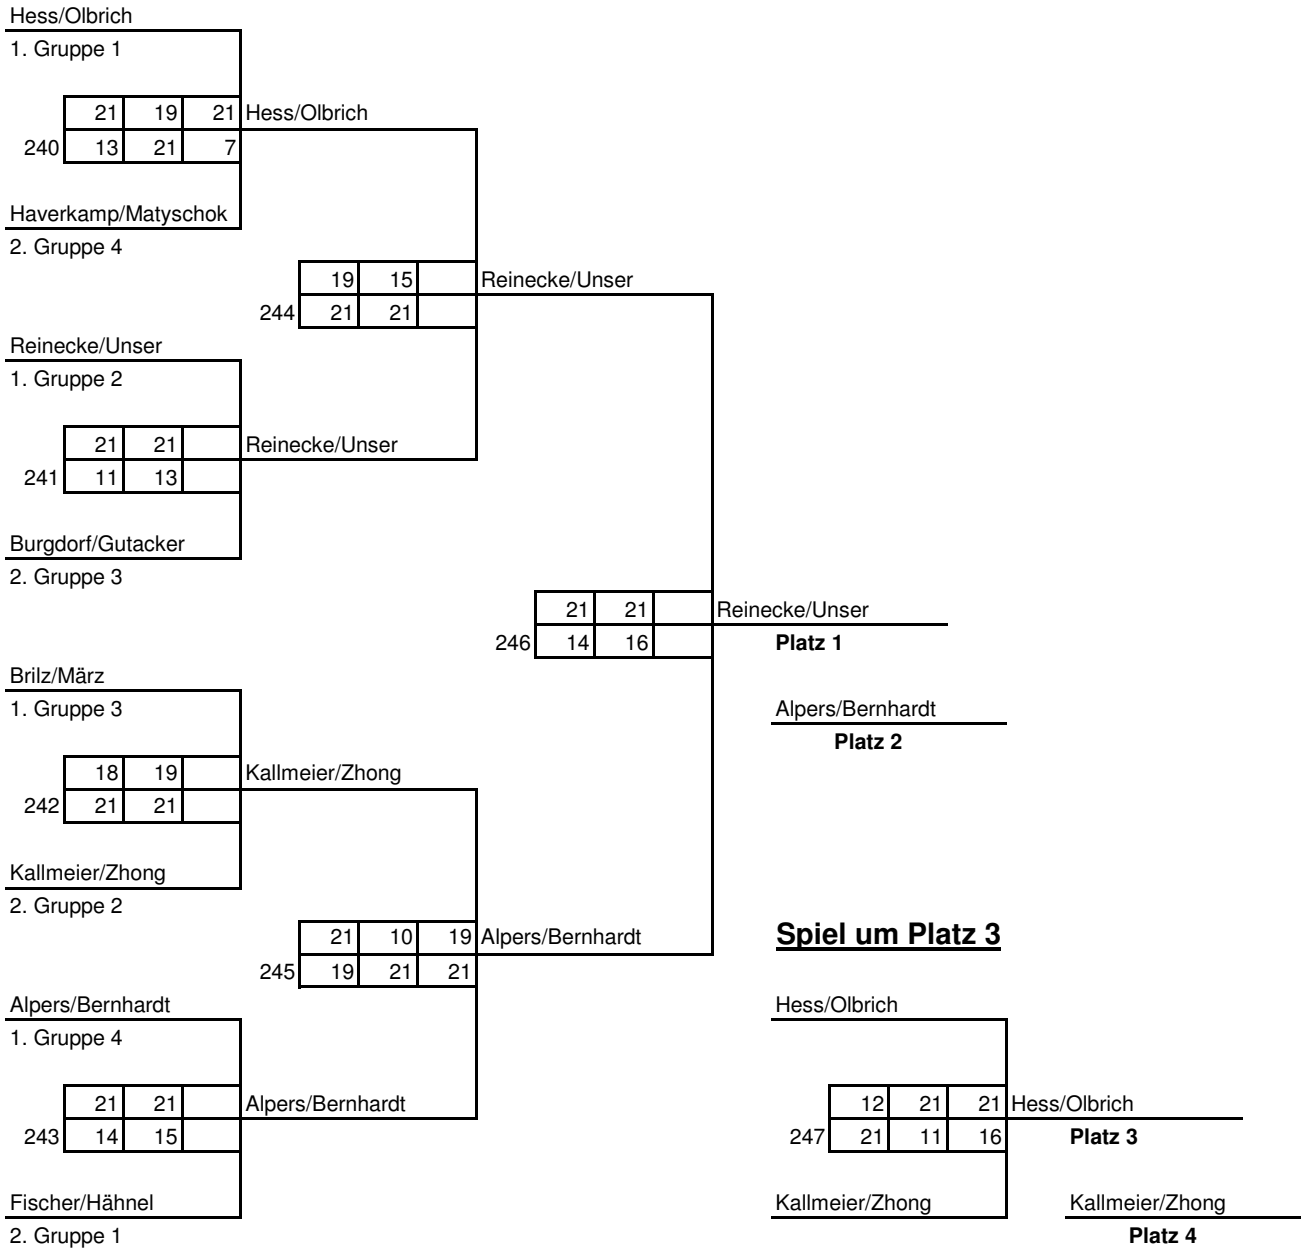 Hess/Olbrich
1. Gruppe 1
21 19 21 Hess/Olbrich
240 13 21 7
Haverkamp/Matyschok
2. Gruppe 4
19 15 Reinecke/Unser
244 21 21
Reinecke/Unser
1. Gruppe 2
21 21 Reinecke/Unser
241 11 13
Burgdorf/Gutacker
2. Gruppe 3
21 21 Reinecke/Unser
246 14 16 Platz 1
Brilz/März
1. Gruppe 3 Alpers/Bernhardt
Platz 2
18 19 Kallmeier/Zhong
242 21 21
Kallmeier/Zhong
2. Gruppe 2
21 10 19 Alpers/Bernhardt Spiel um Platz 3
245 19 21 21
Alpers/Bernhardt Hess/Olbrich
1. Gruppe 4
21 21 Alpers/Bernhardt 12 21 21 Hess/Olbrich
243 14 15 247 21 11 16 Platz 3
Fischer/Hähnel Kallmeier/Zhong Kallmeier/Zhong
2. Gruppe 1 Platz 4